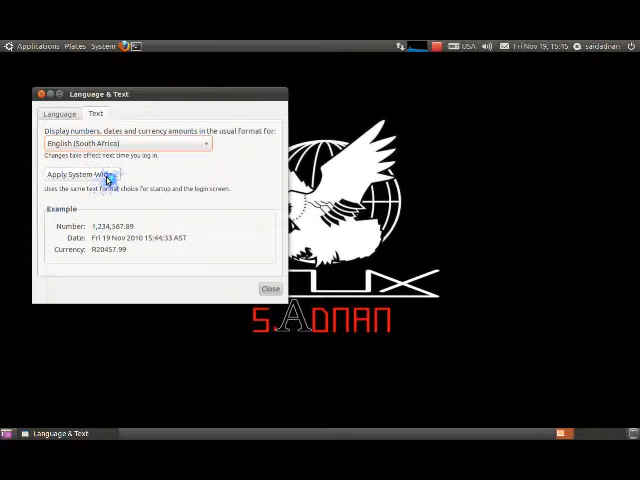 Applications Places System USA Fri Nov 19, 15:45 saidadnan
Language & Text
Language Text
Display numbers, dates and currency amounts in the usual format for:
English (South Africa)
Changes take effect next time you log in.
Apply System-Wide
Uses the same text format choice for startup and the login screen.
Example
Number: 1,234,567.89
Date: Fri 19 Nov 2010 15:44:33 AST
Currency: R20457.99
Close
S.ADNAN
Language & Text